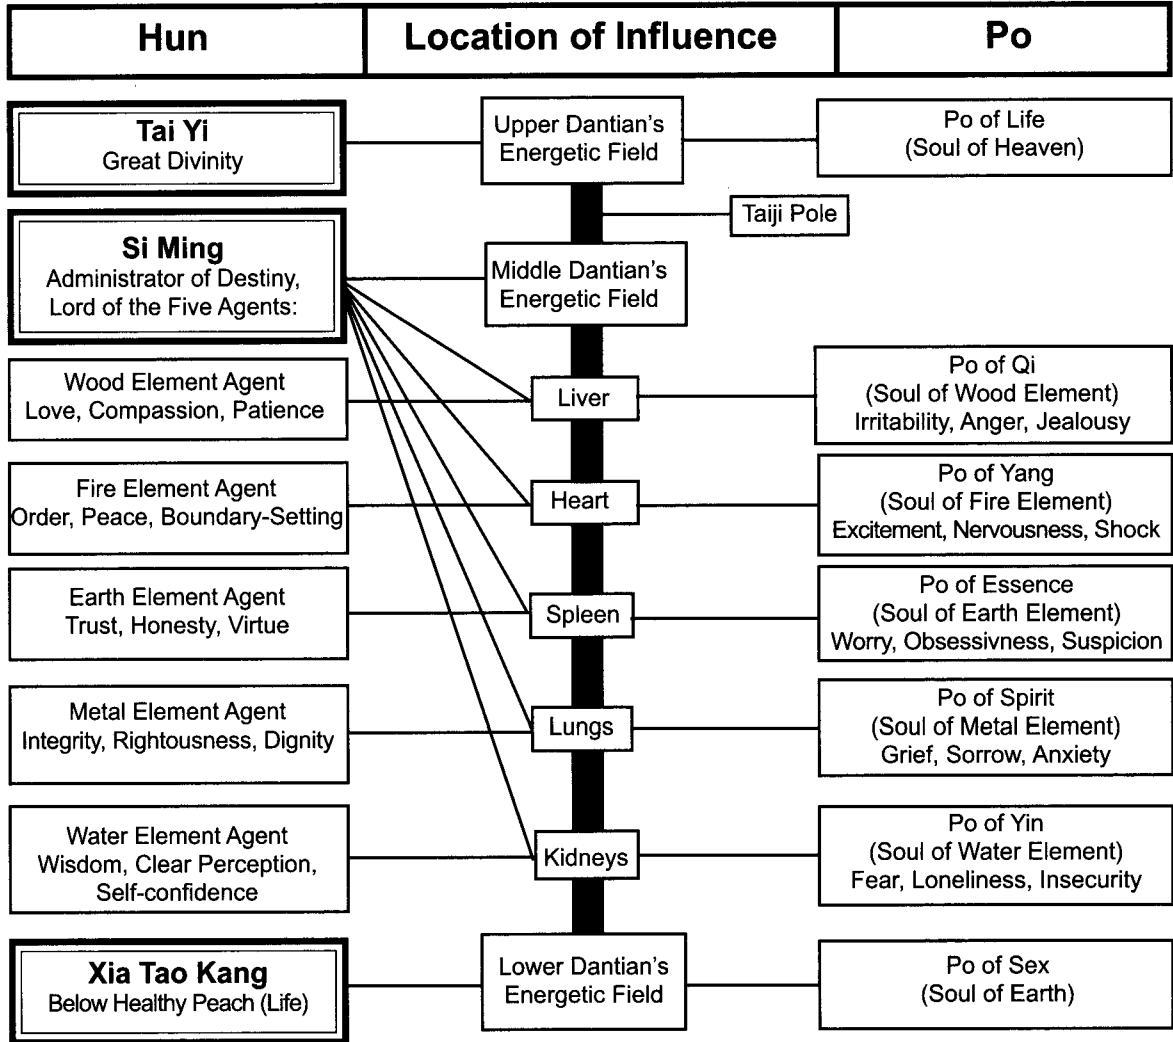 Hun
Location of Influence
Po
Tai Yi
Great Divinity
Upper Dantian's
Energetic Field
Po of Life
(Soul of Heaven)
Taiji Pole
Si Ming
Administrator of Destiny,
Lord of the Five Agents:
Middle Dantian's
Energetic Field
Wood Element Agent
Love, Compassion, Patience
Liver
Po of Qi
(Soul of Wood Element)
Irritability, Anger, Jealousy
Fire Element Agent
Order, Peace, Boundary-Setting
Heart
Po of Yang
(Soul of Fire Element)
Excitement, Nervousness, Shock
Earth Element Agent
Trust, Honesty, Virtue
Spleen
Po of Essence
(Soul of Earth Element)
Worry, Obsessivness, Suspicion
Metal Element Agent
Integrity, Rightousness, Dignity
Lungs
Po of Spirit
(Soul of Metal Element)
Grief, Sorrow, Anxiety
Water Element Agent
Wisdom, Clear Perception,
Self-confidence
Kidneys
Po of Yin
(Soul of Water Element)
Fear, Loneliness, Insecurity
Xia Tao Kang
Below Healthy Peach (Life)
Lower Dantian's
Energetic Field
Po of Sex
(Soul of Earth)